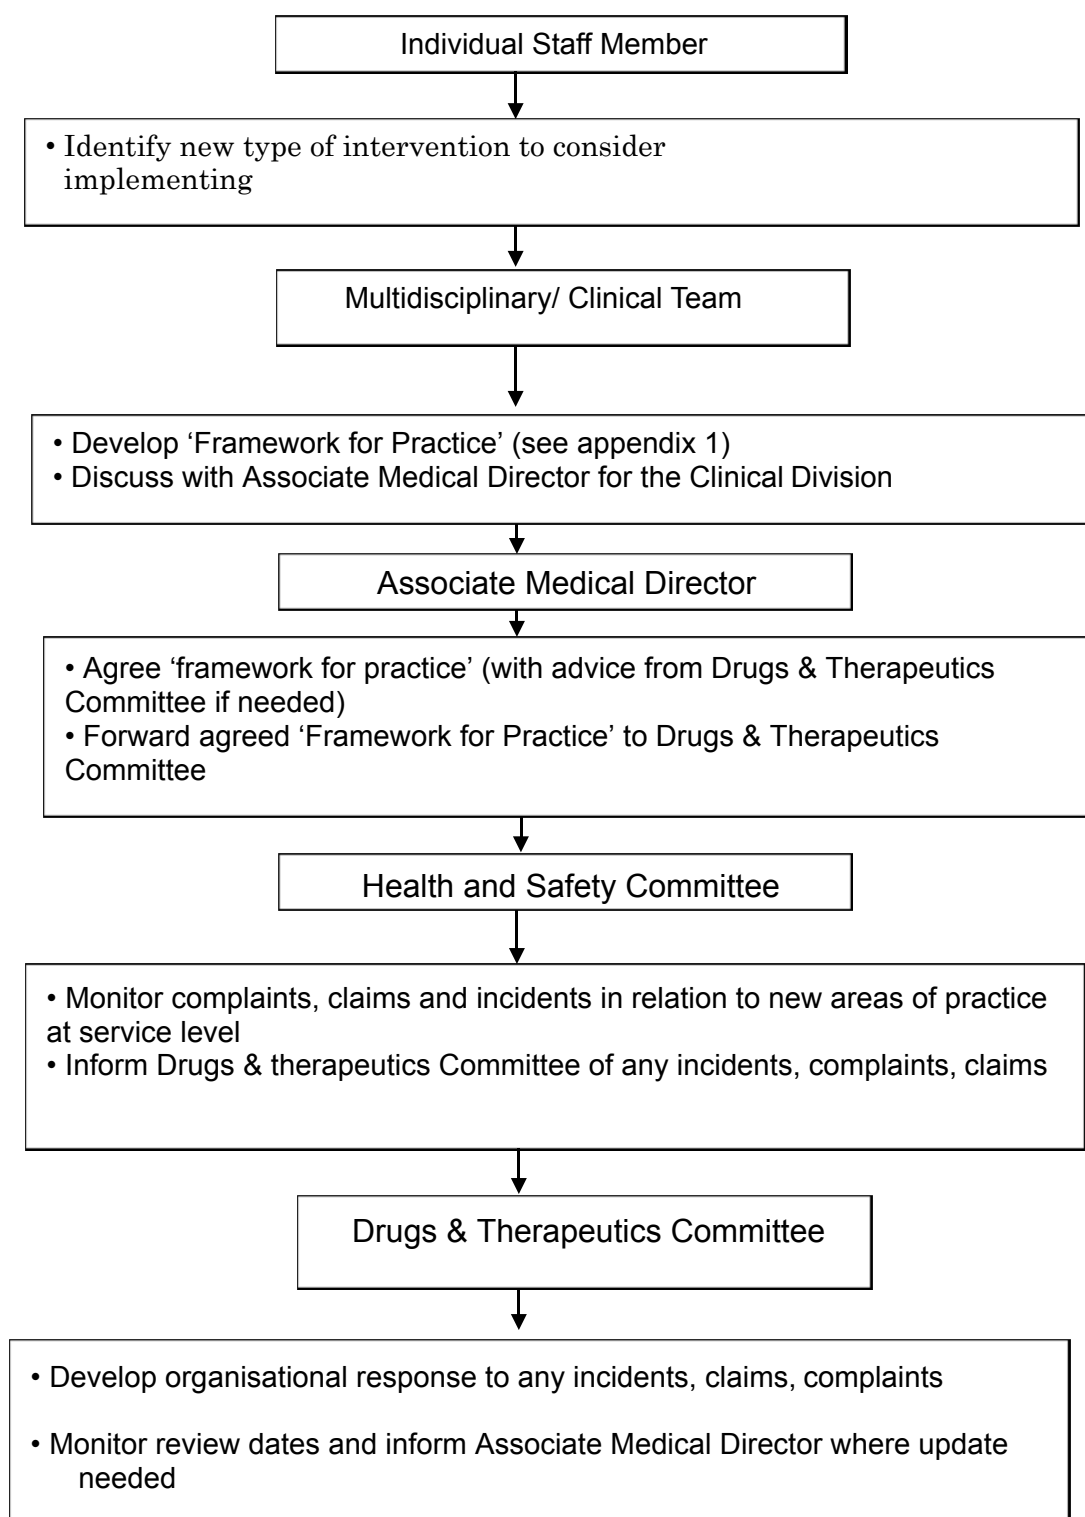 Individual Staff Member
• Identify new type of intervention to consider
implementing
Multidisciplinary/ Clinical Team
• Develop ‘Framework for Practice’ (see appendix 1)
• Discuss with Associate Medical Director for the Clinical Division
Associate Medical Director
• Agree ‘framework for practice’ (with advice from Drugs & Therapeutics
Committee if needed)
• Forward agreed ‘Framework for Practice’ to Drugs & Therapeutics
Committee
Health and Safety Committee
• Monitor complaints, claims and incidents in relation to new areas of practice
at service level
• Inform Drugs & therapeutics Committee of any incidents, complaints, claims
Drugs & Therapeutics Committee
• Develop organisational response to any incidents, claims, complaints
• Monitor review dates and inform Associate Medical Director where update
needed